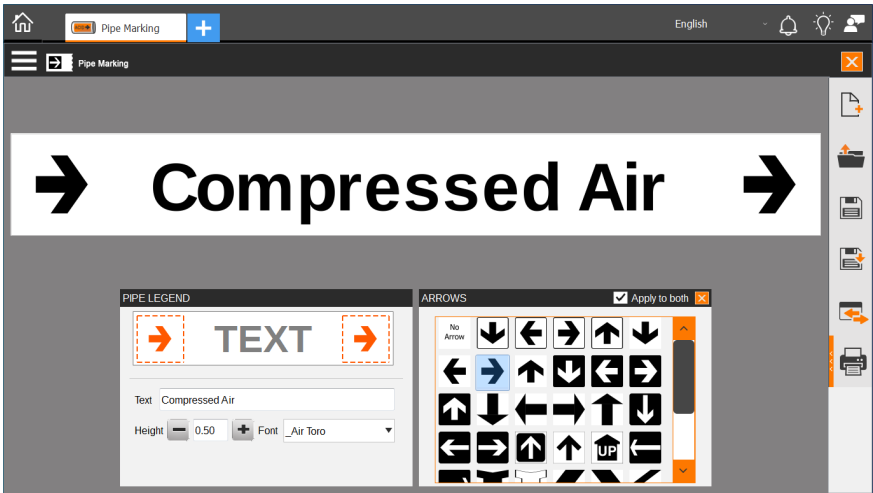 Pipe Marking
English
Pipe Marking
Compressed Air
PIPE LEGEND
TEXT
Text Compressed Air
Height 0.50 Font _Air Toro
ARROWS Apply to both
No
Arrow
UP